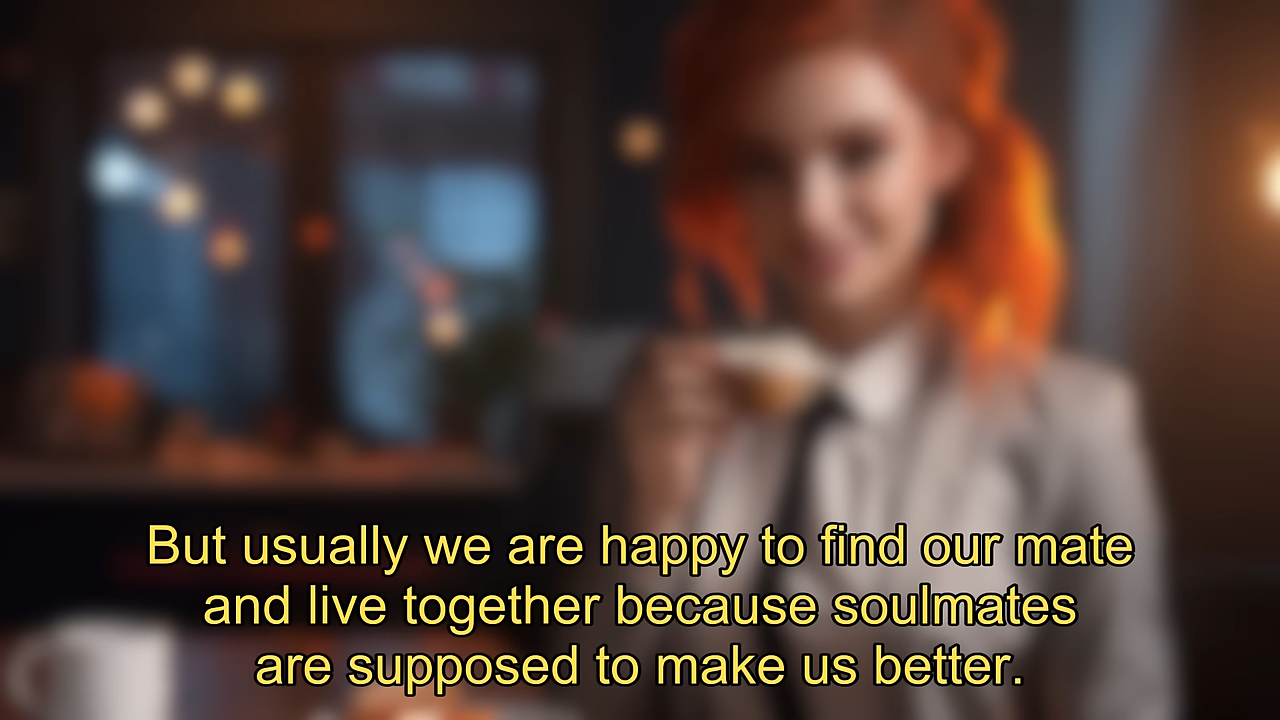 But usually we are happy to find our mate
and live together because soulmates
are supposed to make us better.